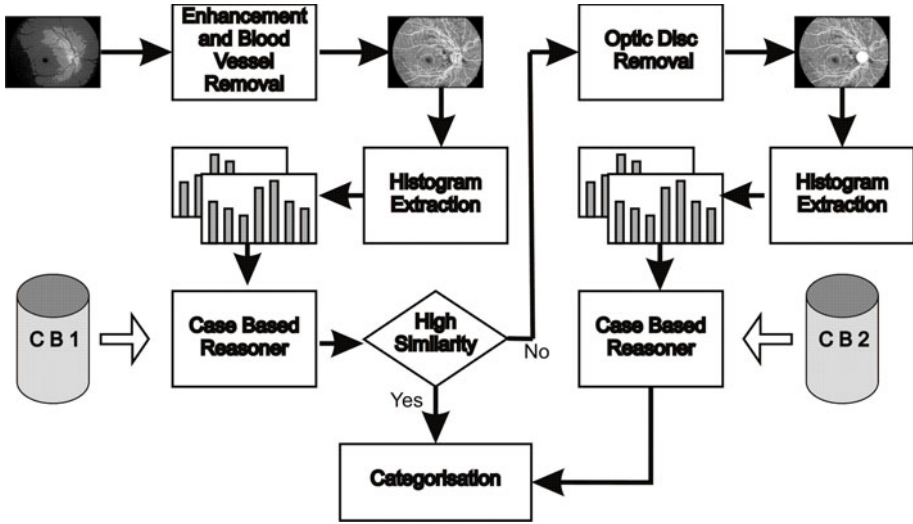 Enhancement
and Blood
Vessel
Removal
Optic Disc
Removal
Histogram
Extraction
Histogram
Extraction
C B 1
Case Based
Reasoner
High
Similarity
No
Yes
Case Based
Reasoner
C B 2
Categorisation